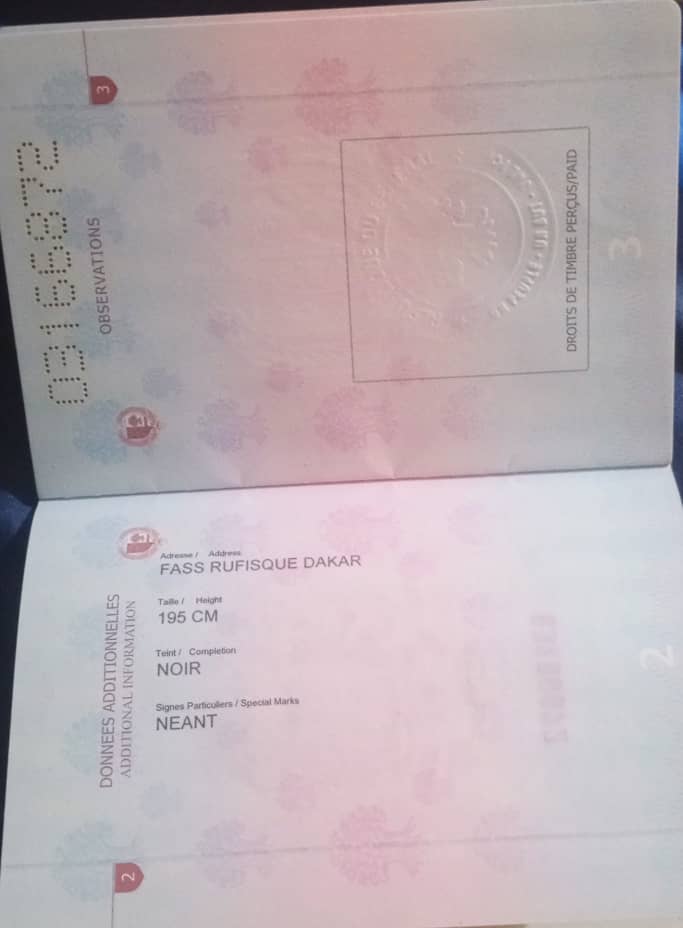 03166872
OBSERVATIONS
3
DROITS DE TIMBRE PERÇUS/PAID
3
DONNEES ADDITIONNELLES
ADDITIONAL INFORMATION
Adresse / Address
FASS RUFISQUE DAKAR
Taille / Height
195 CM
Teint / Completion
NOIR
Signes Particuliers / Special Marks
NEANT
2
2